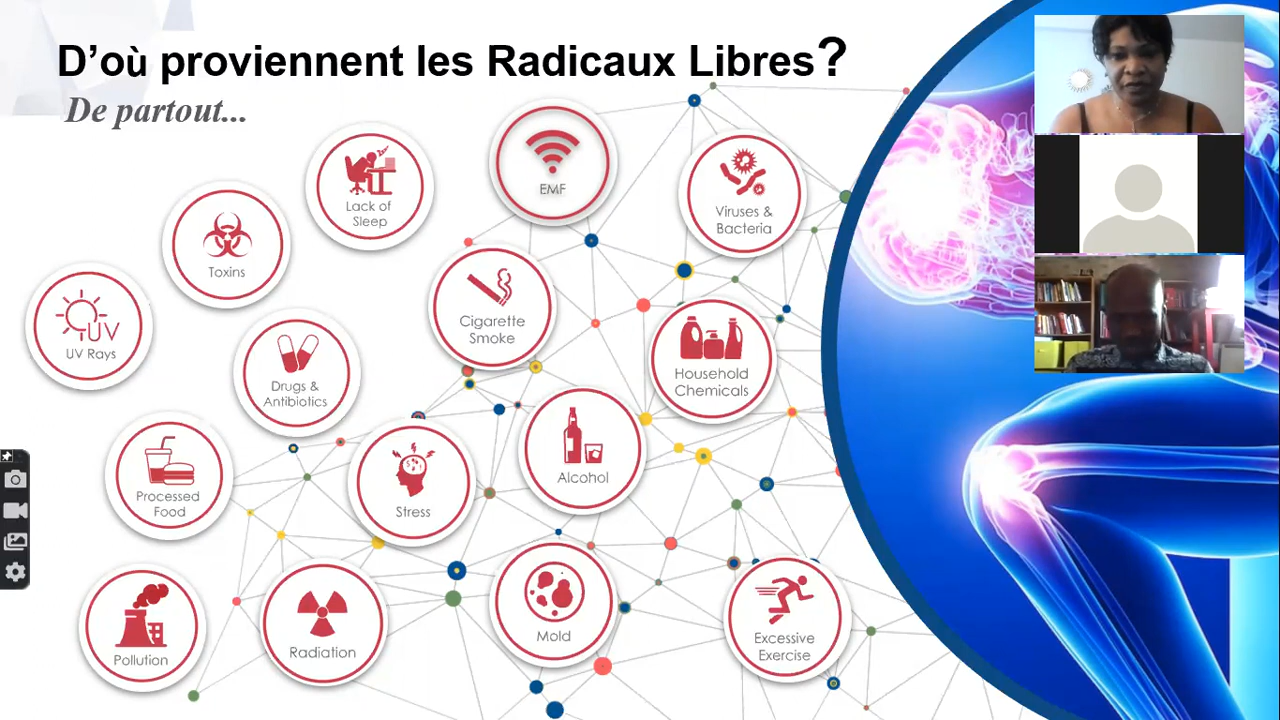 D’où proviennent les Radicaux Libres?
De partout...
EMF
Lack of
Sleep
Viruses &
Bacteria
Toxins
UV
UV Rays
Cigarette
Smoke
Household
Chemicals
Drugs &
Antibiotics
Alcohol
Processed
Food
Stress
Pollution
Radiation
Mold
Excessive
Exercise